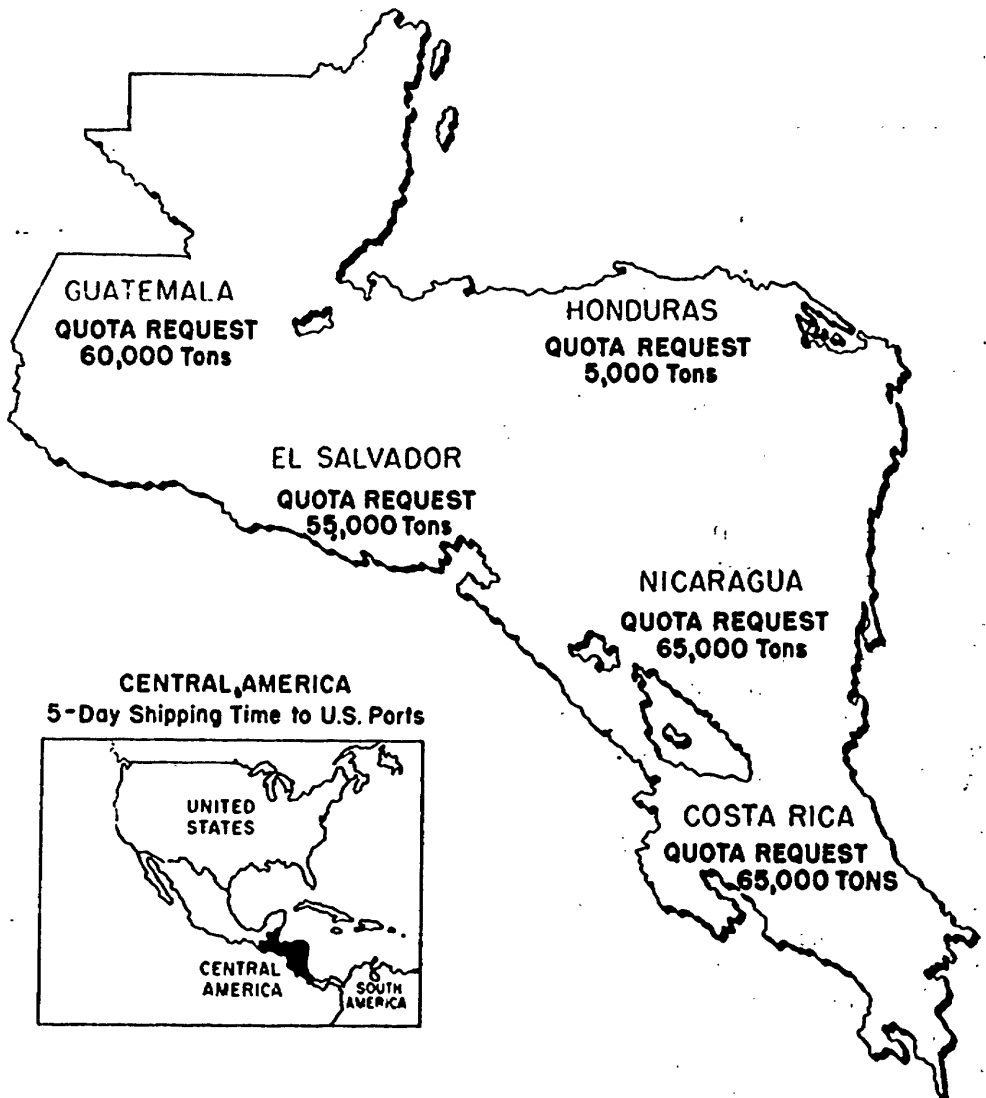 GUATEMALA
QUOTA REQUEST
60,000 Tons
HONDURAS
QUOTA REQUEST
5,000 Tons
EL SALVADOR
QUOTA REQUEST
55,000 Tons
NICARAGUA
QUOTA REQUEST
65,000 Tons
COSTA RICA
QUOTA REQUEST
65,000 TONS
CENTRAL AMERICA
5-Day Shipping Time to U.S. Ports
UNITED
STATES
CENTRAL
AMERICA
SOUTH
AMERICA